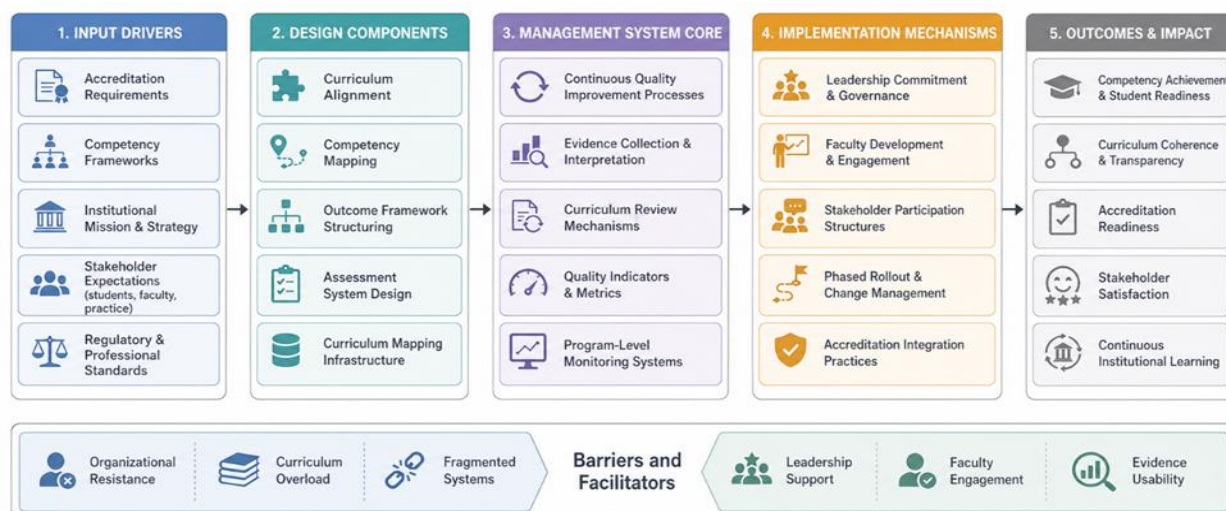 1. INPUT DRIVERS
Accreditation
Requirements
Competency
Frameworks
Institutional
Mission & Strategy
Stakeholder
Expectations
(students, faculty,
practice)
Regulatory &
Professional
Standards
2. DESIGN COMPONENTS
Curriculum
Alignment
Competency
Mapping
Outcome Framework
Structuring
Assessment
System Design
Curriculum Mapping
Infrastructure
3. MANAGEMENT SYSTEM CORE
Continuous Quality
Improvement Processes
Evidence Collection &
Interpretation
Curriculum Review
Mechanisms
Quality Indicators
& Metrics
Program-Level
Monitoring Systems
4. IMPLEMENTATION MECHANISMS
Leadership Commitment
& Governance
Faculty Development
& Engagement
Stakeholder Participation
Structures
Phased Rollout &
Change Management
Accreditation Integration
Practices
5. OUTCOMES & IMPACT
Competency Achievemen
& Student Readiness
Curriculum Coherence
& Transparency
Accreditation
Readiness
Stakeholder
Satisfaction
Continuous
Institutional Learning
Organizational
Resistance
Curriculum
Overload
Fragmented
Systems
Barriers and
Facilitators
Leadership
Support
Faculty
Engagement
Evidence
Usability